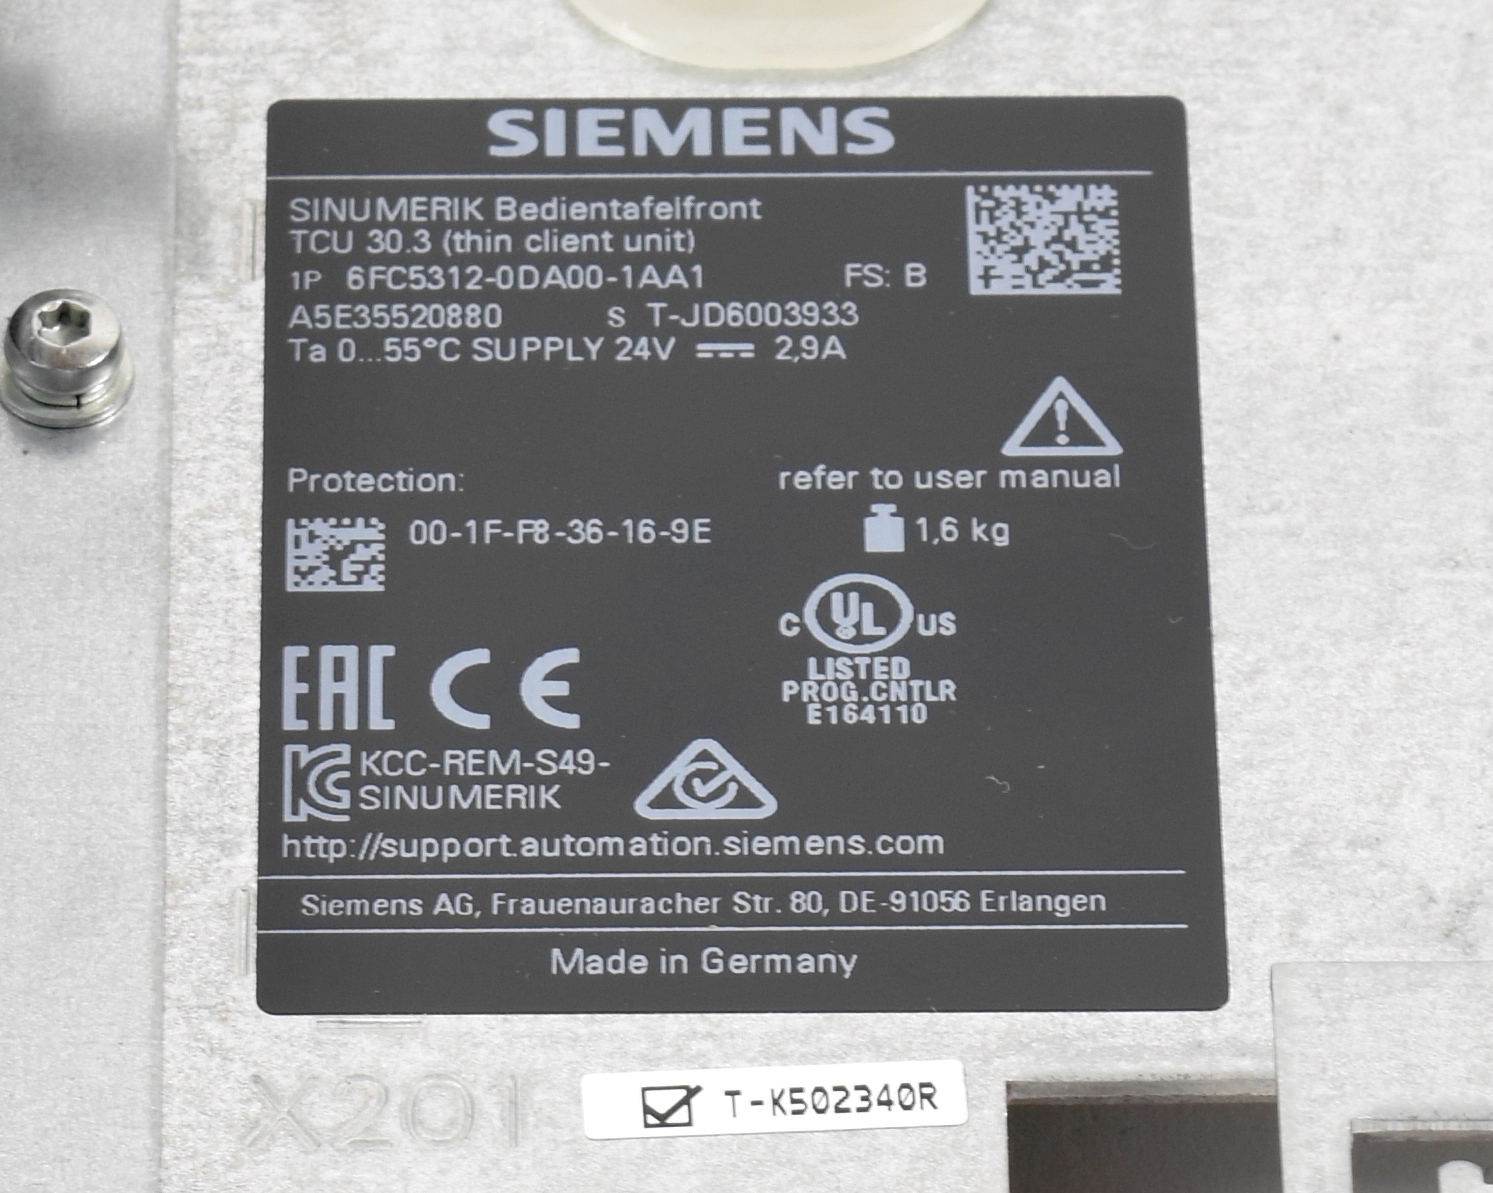 SIEMENS
SINUMERIK Bedientafelfront
TCU 30.3 (thin client unit)
1P 6FC5312-0DA00-1AA1 FS: B
A5E35520880 S T-JD6003933
Ta 0...55°C SUPPLY 24V 2,9A
Protection: refer to user manual
00-1F-F8-36-16-9E 1,6 kg
C UL US
LISTED
PROG.CNTLR
E164110
EAC CE
KCC-REM-S49-
SINUMERIK
http://support.automation.siemens.com
Siemens AG, Frauenauracher Str. 80, DE-91056 Erlangen
Made in Germany
X201
T-K502340R